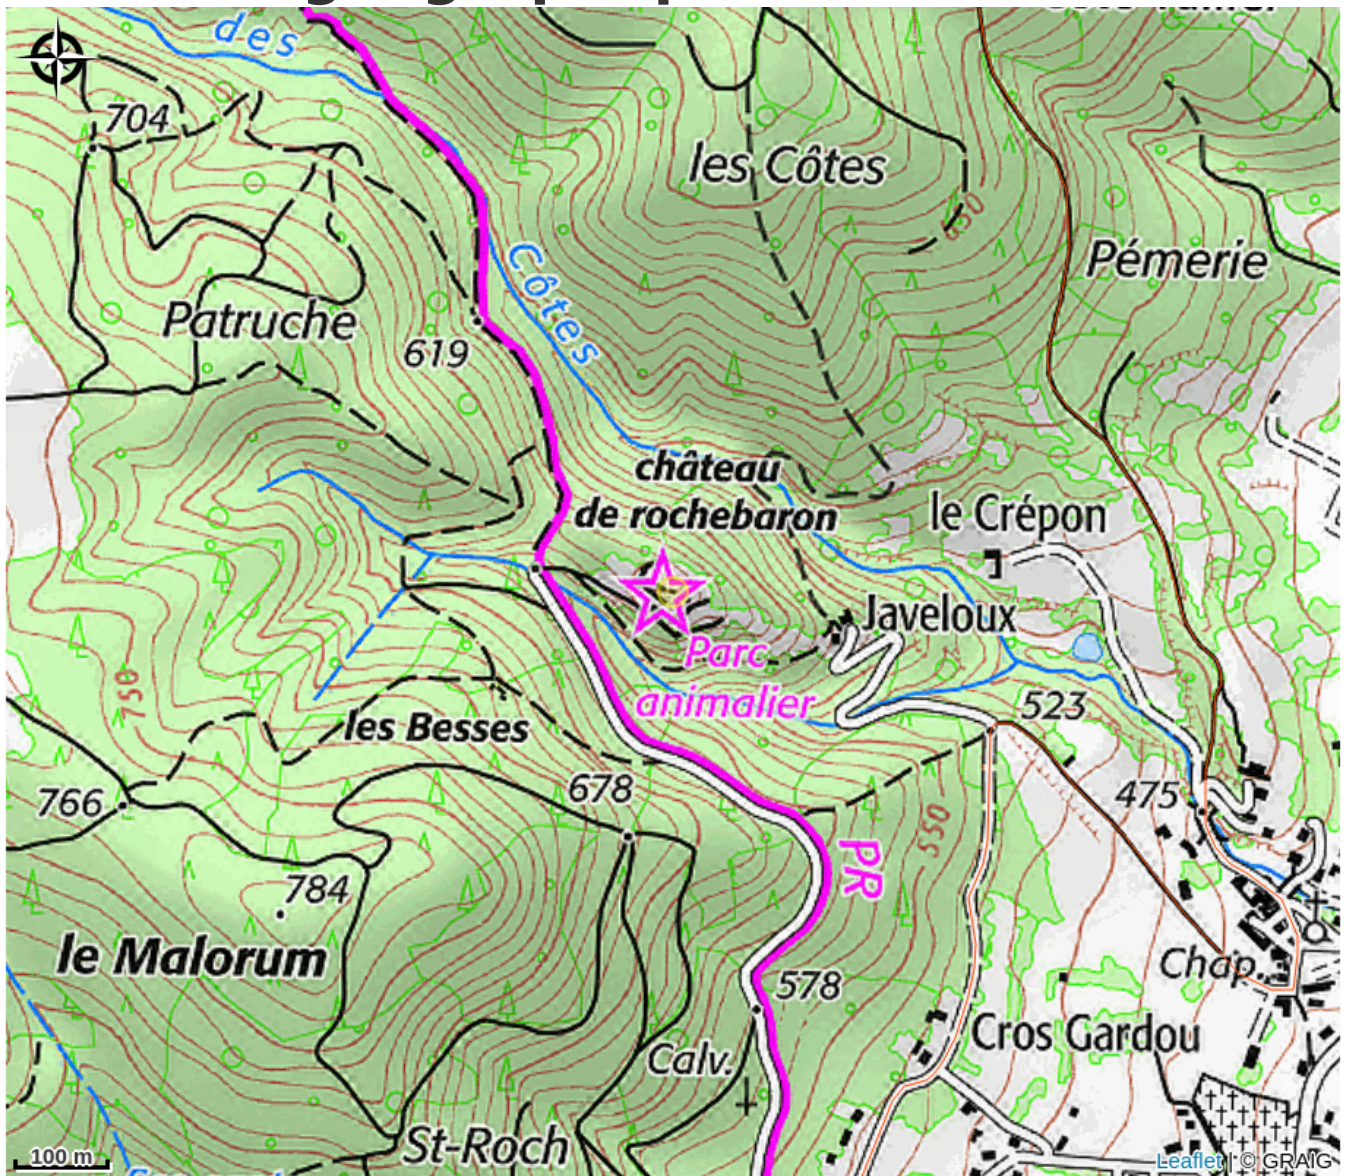 des
704
les Côtes
650
Pémerie
Côtes
Patruche
619
château
de rochebaron
le Crépon
Javeloux
Parc
animalier
750
523
les Besses
678
475
766
550
PR
784
le Malorum
Chap.
578
Cros Gardou
Calv.
St-Roch
100 m
Leaflet | © GRAIG